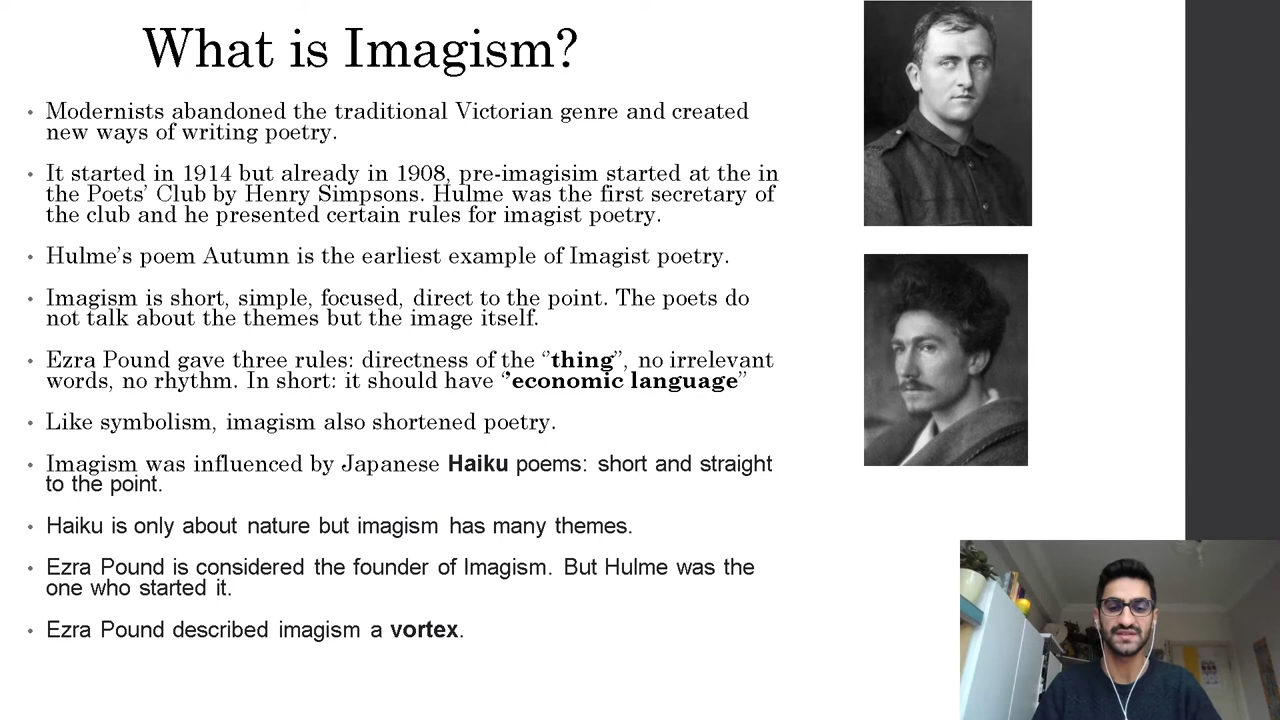 What is Imagism?
• Modernists abandoned the traditional Victorian genre and created
new ways of writing poetry.
• It started in 1914 but already in 1908, pre-imagisim started at the in
the Poets' Club by Henry Simpsons. Hulme was the first secretary of
the club and he presented certain rules for imagist poetry.
• Hulme's poem Autumn is the earliest example of Imagist poetry.
• Imagism is short, simple, focused, direct to the point. The poets do
not talk about the themes but the image itself.
• Ezra Pound gave three rules: directness of the ‘’thing’’, no irrelevant
words, no rhythm. In short: it should have ‘’economic language’’
• Like symbolism, imagism also shortened poetry.
• Imagism was influenced by Japanese Haiku poems: short and straight
to the point.
• Haiku is only about nature but imagism has many themes.
• Ezra Pound is considered the founder of Imagism. But Hulme was the
one who started it.
• Ezra Pound described imagism a vortex.